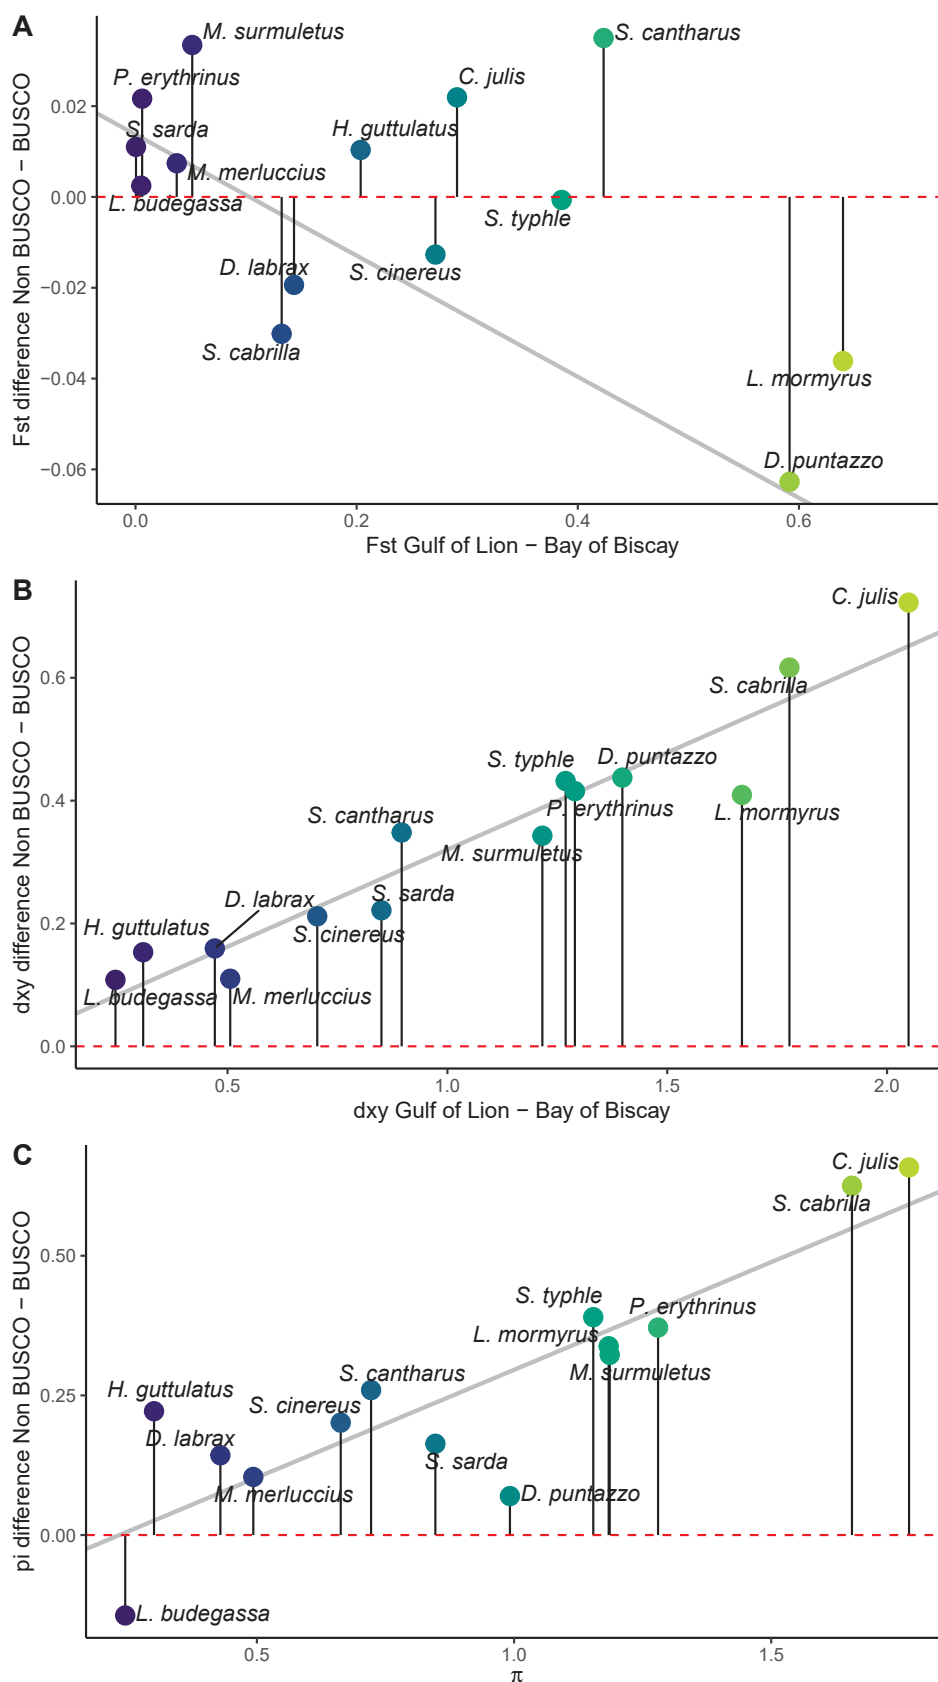 A
M. surmuletus
S. cantharus
P. erythrinus
C. julis
S. sarda
H. guttulatus
M. merluccius
L. budegassa
S. typhle
D. labrax
S. cinereus
S. cabrilla
L. mormyrus
D. puntazzo
0.02
0.00
−0.02
−0.04
−0.06
Fst difference Non BUSCO − BUSCO
0.0
0.2
0.4
0.6
Fst Gulf of Lion − Bay of Biscay
B
C. julis
S. cabrilla
S. typhle
D. puntazzo
P. erythrinus
L. mormyrus
S. cantharus
M. surmuletus
D. labrax
S. sarda
H. guttulatus
S. cinereus
L. budegassa
M. merluccius
0.6
0.4
0.2
0.0
dxy difference Non BUSCO − BUSCO
0.5
1.0
1.5
2.0
dxy Gulf of Lion − Bay of Biscay
C
C. julis
S. cabrilla
S. typhle
P. erythrinus
L. mormyrus
M. surmuletus
S. cantharus
H. guttulatus
S. cinereus
D. labrax
S. sarda
M. merluccius
D. puntazzo
L. budegassa
0.50
0.25
0.00
pi difference Non BUSCO − BUSCO
0.5
1.0
1.5
π